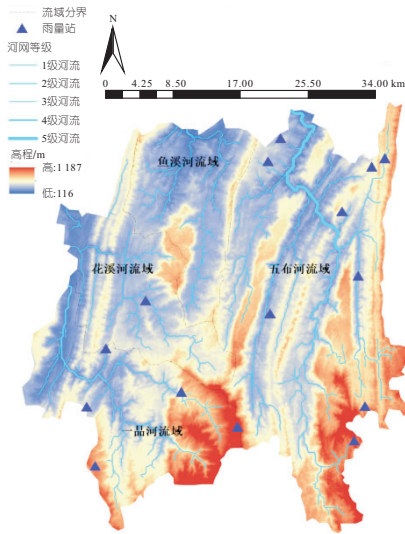 流域分界
雨量站
河网等级
1级河流
2级河流
3级河流
4级河流
5级河流
高程/m
高:1 187
低:116
N
0 4.25 8.50 17.00 25.50 34.00 km
鱼溪河流域
花溪河流域
五布河流域
一品河流域